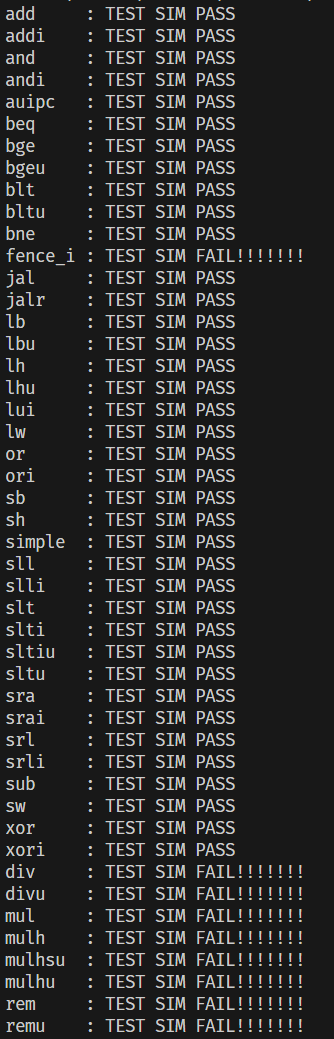 add     : TEST SIM PASS
addi    : TEST SIM PASS
and     : TEST SIM PASS
andi    : TEST SIM PASS
auipc   : TEST SIM PASS
beq     : TEST SIM PASS
bge     : TEST SIM PASS
bgeu    : TEST SIM PASS
blt     : TEST SIM PASS
bltu    : TEST SIM PASS
bne     : TEST SIM PASS
fence_i : TEST SIM FAIL!!!!!!!
jal     : TEST SIM PASS
jalr    : TEST SIM PASS
lb      : TEST SIM PASS
lbu     : TEST SIM PASS
lh      : TEST SIM PASS
lhu     : TEST SIM PASS
lui     : TEST SIM PASS
lw      : TEST SIM PASS
or      : TEST SIM PASS
ori     : TEST SIM PASS
sb      : TEST SIM PASS
sh      : TEST SIM PASS
simple  : TEST SIM PASS
sll     : TEST SIM PASS
slli    : TEST SIM PASS
slt     : TEST SIM PASS
slti    : TEST SIM PASS
sltiu   : TEST SIM PASS
sltu    : TEST SIM PASS
sra     : TEST SIM PASS
srai    : TEST SIM PASS
srl     : TEST SIM PASS
srli    : TEST SIM PASS
sub     : TEST SIM PASS
sw      : TEST SIM PASS
xor     : TEST SIM PASS
xori    : TEST SIM PASS
div     : TEST SIM FAIL!!!!!!!
divu    : TEST SIM FAIL!!!!!!!
mul     : TEST SIM FAIL!!!!!!!
mulh    : TEST SIM FAIL!!!!!!!
mulhsu  : TEST SIM FAIL!!!!!!!
mulhu   : TEST SIM FAIL!!!!!!!
rem     : TEST SIM FAIL!!!!!!!
remu    : TEST SIM FAIL!!!!!!!